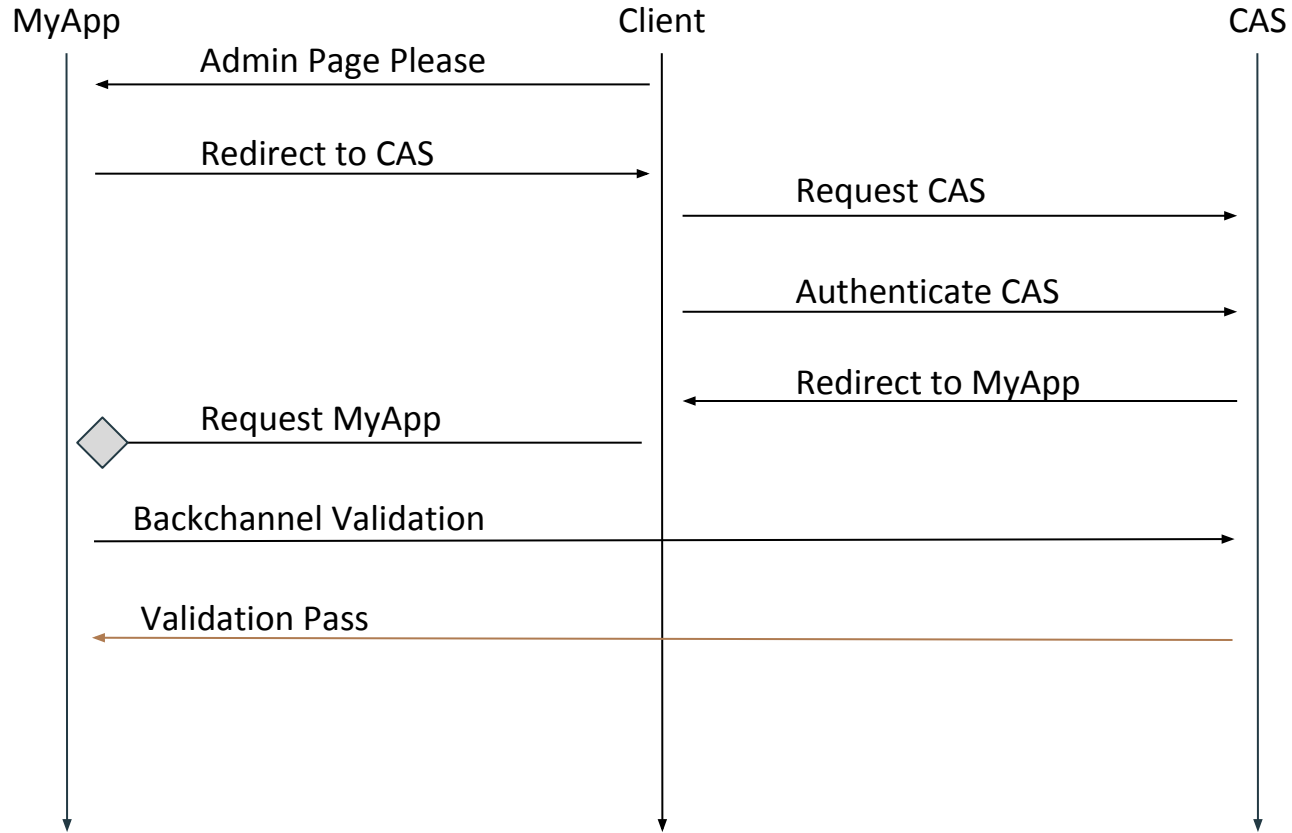 MyApp
Client
CAS
Admin Page Please
Redirect to CAS
Request CAS
Authenticate CAS
Redirect to MyApp
Request MyApp
Backchannel Validation
Validation Pass